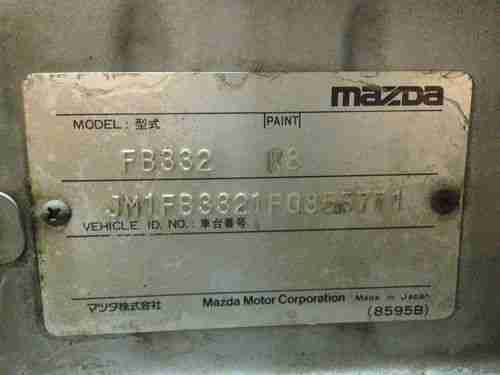 mazda
MODEL : 型式 PAINT
FB332
VEHICLE ID. NO. : 車台番号
マツダ株式会社 Mazda Motor Corporation Made in Japan
(8595B)